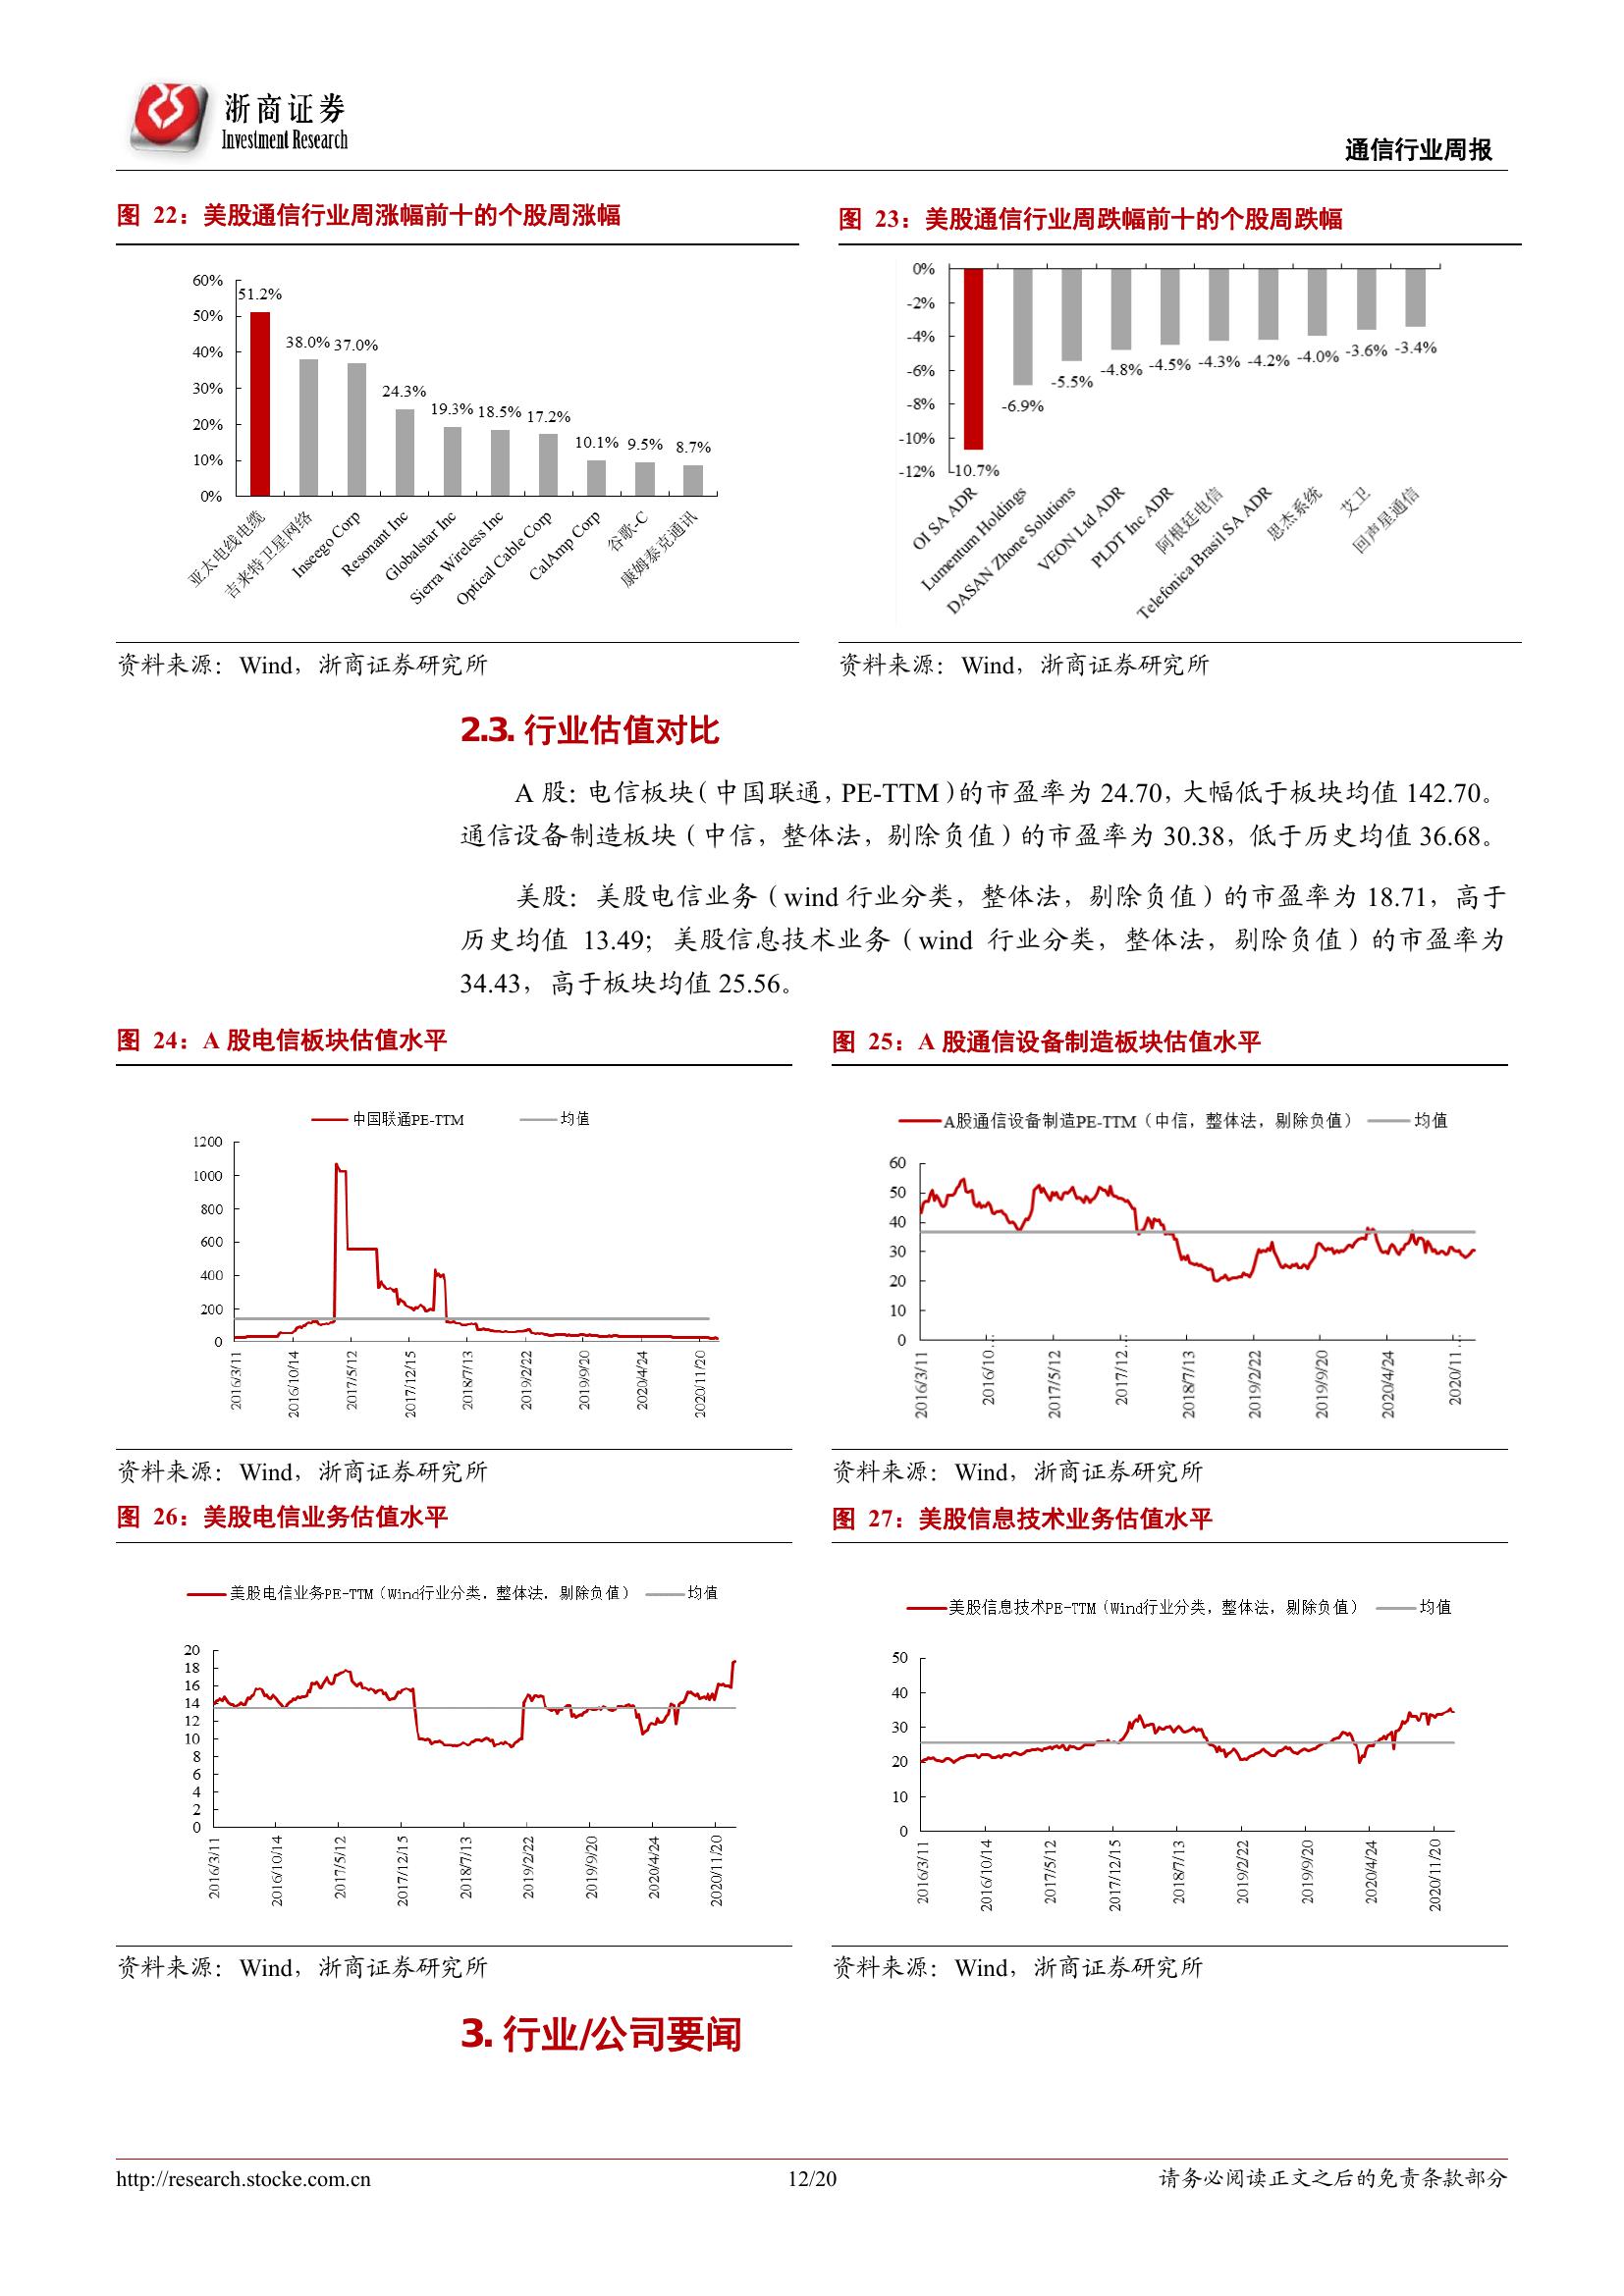 浙商证券
Investment Research
通信行业周报
图 22：美股通信行业周涨幅前十的个股周涨幅
60%
50%
40%
30%
20%
10%
0%
51.2%
38.0%
37.0%
24.3%
19.3%
18.5%
17.2%
10.1%
9.5%
8.7%
亚太电线电缆
吉来特卫星网络
Inseego Corp
Resonant Inc
Globalstar Inc
Sierra Wireless Inc
Optical Cable Corp
CalAmp Corp
谷歌-C
康姆泰克通讯
资料来源：Wind，浙商证券研究所
图 23：美股通信行业周跌幅前十的个股周跌幅
0%
-2%
-4%
-6%
-8%
-10%
-12%
-10.7%
-6.9%
-5.5%
-4.8%
-4.5%
-4.3%
-4.2%
-4.0%
-3.6%
-3.4%
OI SA ADR
Lumentum Holdings
DASAN Zhone Solutions
VEON Ltd ADR
PLDT Inc ADR
阿根廷电信
Telefonica Brasil SA ADR
思杰系统
艾卫
回声星通信
资料来源：Wind，浙商证券研究所
2.3. 行业估值对比
A 股：电信板块（中国联通，PE-TTM）的市盈率为 24.70，大幅低于板块均值 142.70。
通信设备制造板块（中信，整体法，剔除负值）的市盈率为 30.38，低于历史均值 36.68。
美股：美股电信业务（wind 行业分类，整体法，剔除负值）的市盈率为 18.71，高于
历史均值 13.49；美股信息技术业务（wind 行业分类，整体法，剔除负值）的市盈率为
34.43，高于板块均值 25.56。
图 24：A 股电信板块估值水平
中国联通PE-TTM
均值
1200
1000
800
600
400
200
0
2016/3/11
2016/10/14
2017/5/12
2017/12/15
2018/7/13
2019/2/22
2019/9/20
2020/4/24
2020/11/20
资料来源：Wind，浙商证券研究所
图 25：A 股通信设备制造板块估值水平
A股通信设备制造PE-TTM（中信，整体法，剔除负值）
均值
60
50
40
30
20
10
0
2016/3/11
2016/10…
2017/5/12
2017/12…
2018/7/13
2019/2/22
2019/9/20
2020/4/24
2020/11…
资料来源：Wind，浙商证券研究所
图 26：美股电信业务估值水平
美股电信业务PE-TTM（Wind行业分类，整体法，剔除负值）
均值
20
18
16
14
12
10
8
6
4
2
0
2016/3/11
2016/10/14
2017/5/12
2017/12/15
2018/7/13
2019/2/22
2019/9/20
2020/4/24
2020/11/20
资料来源：Wind，浙商证券研究所
图 27：美股信息技术业务估值水平
美股信息技术PE-TTM（Wind行业分类，整体法，剔除负值）
均值
50
40
30
20
10
0
2016/3/11
2016/10/14
2017/5/12
2017/12/15
2018/7/13
2019/2/22
2019/9/20
2020/4/24
2020/11/20
资料来源：Wind，浙商证券研究所
3. 行业/公司要闻
http://research.stocke.com.cn
12/20
请务必阅读正文之后的免责条款部分